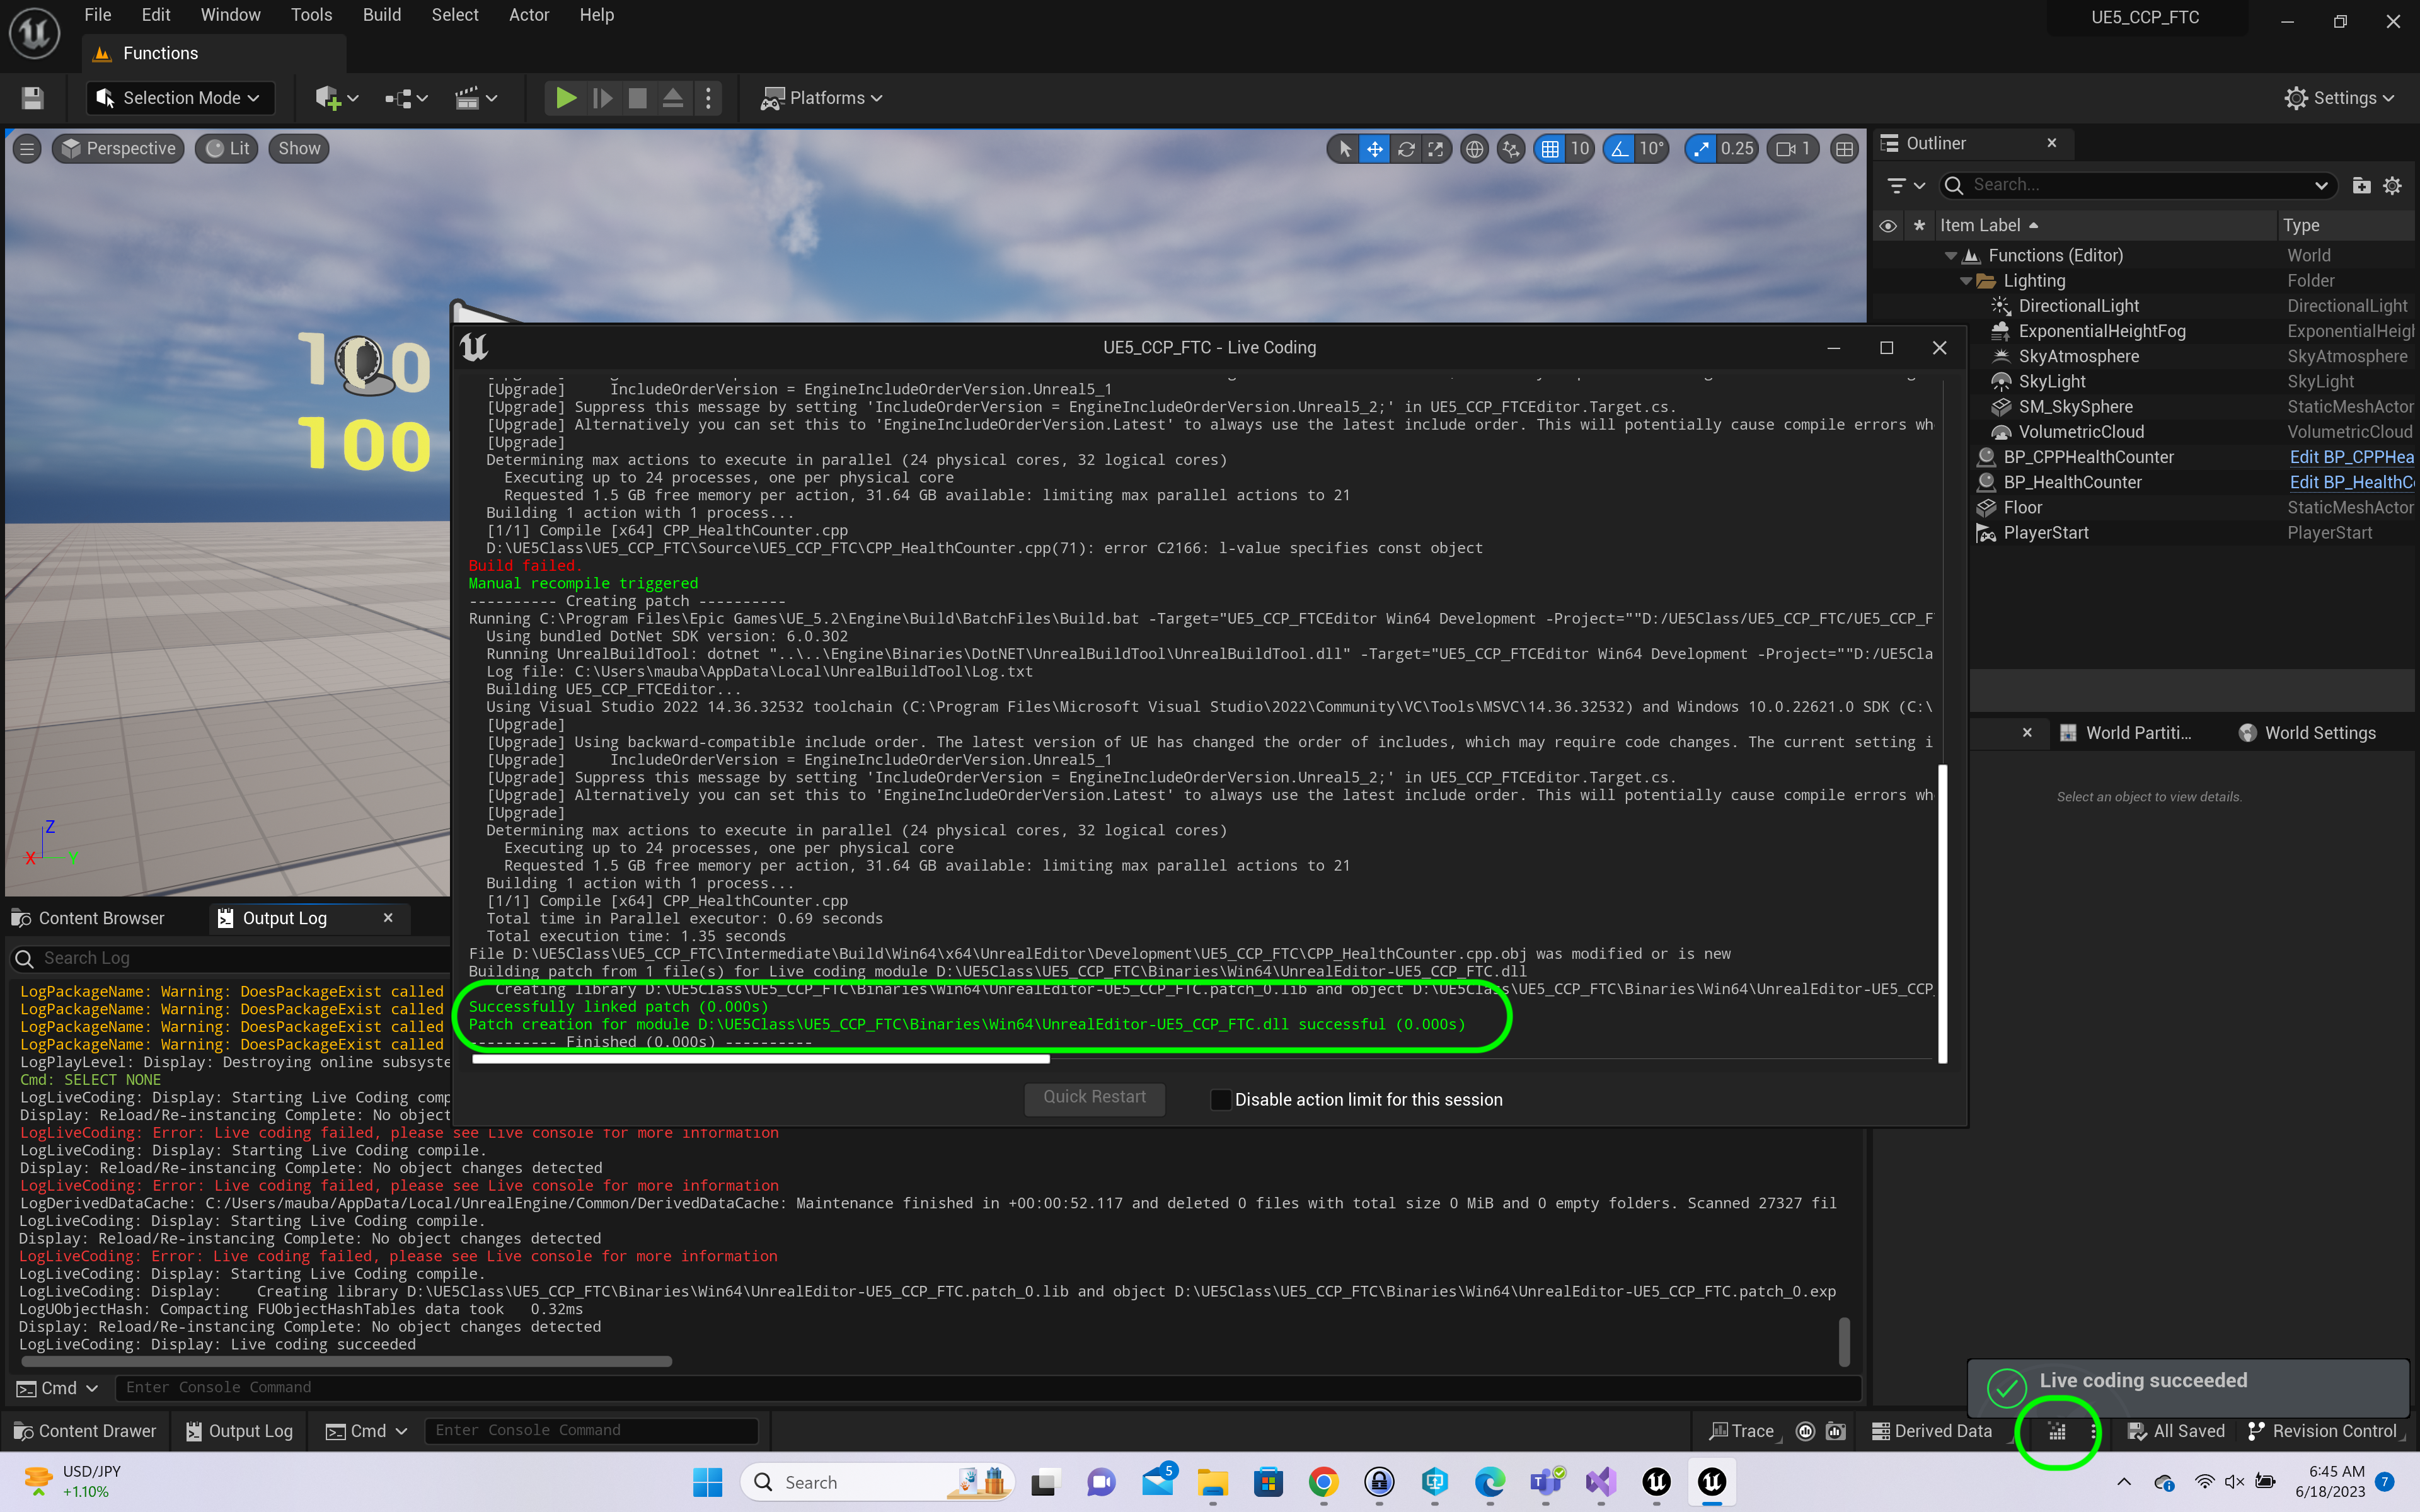 File Edit Window Tools Build Select Actor Help
UE5_CCP_FTC
Functions
Selection Mode
Platforms
Settings
Perspective
Lit
Show
10
10°
0.25
1
Outliner
Search...
Item Label
Type
Functions (Editor) World
Lighting Folder
DirectionalLight DirectionalLight
ExponentialHeightFog
SkyAtmosphere SkyAtmosphere
SkyLight SkyLight
SM_SkySphere StaticMeshActor
VolumetricCloud VolumetricCloud
BP_CPPHealthCounter Edit BP_CPPHea
BP_HealthCounter Edit BP_HealthC
Floor StaticMeshActor
PlayerStart PlayerStart
100
100
UE5_CCP_FTC - Live Coding
[Upgrade]     IncludeOrderVersion = EngineIncludeOrderVersion.Unreal5_1
[Upgrade] Suppress this message by setting 'IncludeOrderVersion = EngineIncludeOrderVersion.Unreal5_2;' in UE5_CCP_FTCEditor.Target.cs.
[Upgrade] Alternatively you can set this to 'EngineIncludeOrderVersion.Latest' to always use the latest include order. This will potentially cause compile errors wh
[Upgrade]
Determining max actions to execute in parallel (24 physical cores, 32 logical cores)
Executing up to 24 processes, one per physical core
Requested 1.5 GB free memory per action, 31.64 GB available: limiting max parallel actions to 21
Building 1 action with 1 process...
[1/1] Compile [x64] CPP_HealthCounter.cpp
D:\UE5Class\UE5_CCP_FTC\Source\UE5_CCP_FTC\CPP_HealthCounter.cpp(71): error C2166: l-value specifies const object
Build failed.
Manual recompile triggered
---------- Creating patch ----------
Running C:\Program Files\Epic Games\UE_5.2\Engine\Build\BatchFiles\Build.bat -Target="UE5_CCP_FTCEditor Win64 Development -Project=""D:/UE5Class/UE5_CCP_FTC/UE5_CCP_F
Using bundled DotNet SDK version: 6.0.302
Running UnrealBuildTool: dotnet "..\..\Engine\Binaries\DotNET\UnrealBuildTool\UnrealBuildTool.dll" -Target="UE5_CCP_FTCEditor Win64 Development -Project=""D:/UE5Cla
Log file: C:\Users\mauba\AppData\Local\UnrealBuildTool\Log.txt
Building UE5_CCP_FTCEditor...
Using Visual Studio 2022 14.36.32532 toolchain (C:\Program Files\Microsoft Visual Studio\2022\Community\VC\Tools\MSVC\14.36.32532) and Windows 10.0.22621.0 SDK (C:\
[Upgrade]
[Upgrade] Using backward-compatible include order. The latest version of UE has changed the order of includes, which may require code changes. The current setting i
[Upgrade]     IncludeOrderVersion = EngineIncludeOrderVersion.Unreal5_1
[Upgrade] Suppress this message by setting 'IncludeOrderVersion = EngineIncludeOrderVersion.Unreal5_2;' in UE5_CCP_FTCEditor.Target.cs.
[Upgrade] Alternatively you can set this to 'EngineIncludeOrderVersion.Latest' to always use the latest include order. This will potentially cause compile errors wh
[Upgrade]
Determining max actions to execute in parallel (24 physical cores, 32 logical cores)
Executing up to 24 processes, one per physical core
Requested 1.5 GB free memory per action, 31.64 GB available: limiting max parallel actions to 21
Building 1 action with 1 process...
[1/1] Compile [x64] CPP_HealthCounter.cpp
Total time in Parallel executor: 0.69 seconds
Total execution time: 1.35 seconds
File D:\UE5Class\UE5_CCP_FTC\Intermediate\Build\Win64\x64\UnrealEditor\Development\UE5_CCP_FTC\CPP_HealthCounter.cpp.obj was modified or is new
Building patch from 1 file(s) for Live coding module D:\UE5Class\UE5_CCP_FTC\Binaries\Win64\UnrealEditor-UE5_CCP_FTC.dll
Creating library D:\UE5Class\UE5_CCP_FTC\Binaries\Win64\UnrealEditor-UE5_CCP_FTC.patch_0.lib and object D:\UE5Class\UE5_CCP_FTC\Binaries\Win64\UnrealEditor-UE5_CCP_
Successfully linked patch (0.000s)
Patch creation for module D:\UE5Class\UE5_CCP_FTC\Binaries\Win64\UnrealEditor-UE5_CCP_FTC.dll successful (0.000s)
---------- Finished (0.000s) ----------
Quick Restart
Disable action limit for this session
World Partiti...
World Settings
Select an object to view details.
Z
X
Y
Content Browser
Output Log
Search Log
LogPackageName: Warning: DoesPackageExist called
LogPackageName: Warning: DoesPackageExist called
LogPackageName: Warning: DoesPackageExist called
LogPackageName: Warning: DoesPackageExist called
LogPlayLevel: Display: Destroying online subsyste
Cmd: SELECT NONE
LogLiveCoding: Display: Starting Live Coding comp
Display: Reload/Re-instancing Complete: No object
LogLiveCoding: Error: Live coding failed, please see Live console for more information
LogLiveCoding: Display: Starting Live Coding compile.
Display: Reload/Re-instancing Complete: No object changes detected
LogLiveCoding: Error: Live coding failed, please see Live console for more information
LogDerivedDataCache: C:/Users/mauba/AppData/Local/UnrealEngine/Common/DerivedDataCache: Maintenance finished in +00:00:52.117 and deleted 0 files with total size 0 MiB and 0 empty folders. Scanned 27327 fil
LogLiveCoding: Display: Starting Live Coding compile.
Display: Reload/Re-instancing Complete: No object changes detected
LogLiveCoding: Error: Live coding failed, please see Live console for more information
LogLiveCoding: Display: Starting Live Coding compile.
LogLiveCoding: Display:    Creating library D:\UE5Class\UE5_CCP_FTC\Binaries\Win64\UnrealEditor-UE5_CCP_FTC.patch_0.lib and object D:\UE5Class\UE5_CCP_FTC\Binaries\Win64\UnrealEditor-UE5_CCP_FTC.patch_0.exp
LogUObjectHash: Compacting FUObjectHashTables data took   0.32ms
Display: Reload/Re-instancing Complete: No object changes detected
LogLiveCoding: Display: Live coding succeeded
Cmd
Enter Console Command
Live coding succeeded
Content Drawer
Output Log
Cmd
Enter Console Command
Trace
Derived Data
All Saved
Revision Control
USD/JPY
+1.10%
Search
5
6:45 AM
6/18/2023
7